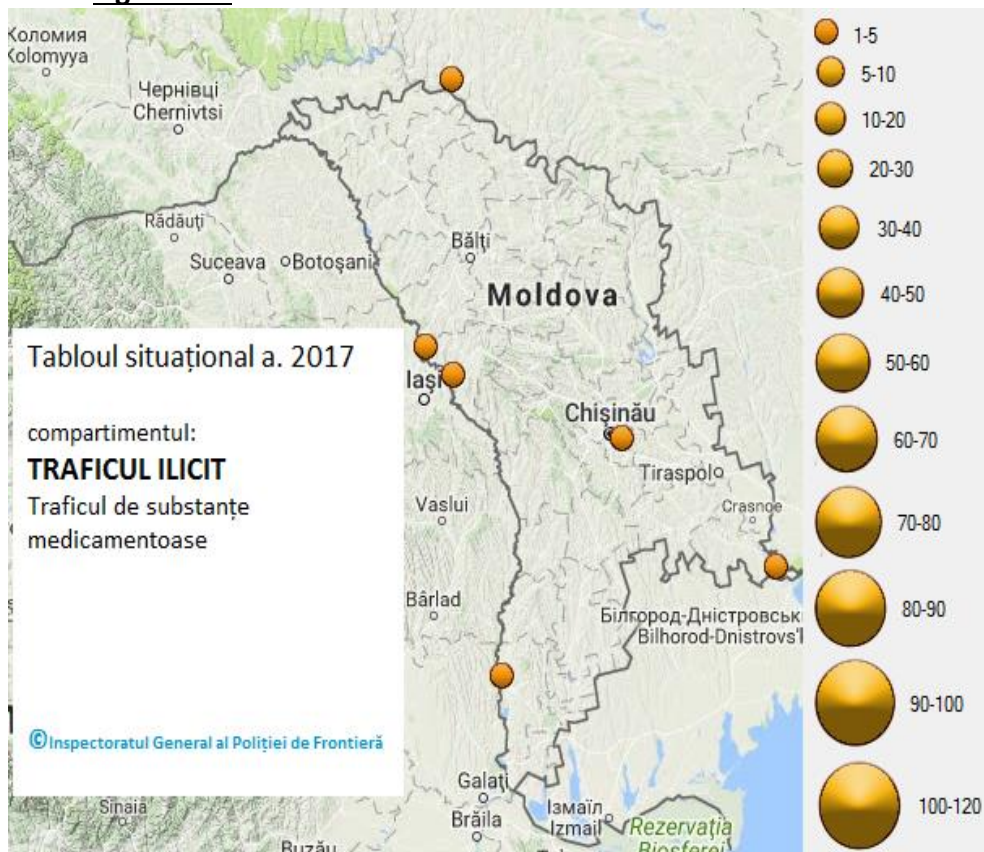 Коломия
Kolomyya
Чернівці
Chernivtsi
Rădăuți
Suceava
Botoșani
Bălți
Moldova
Iași
Chișinău
Tiraspol
Crasnoe
Vaslui
Bârlad
Білгород-Дністровськ
Bilhorod-Dnistrovs'
Galați
Brăila
Ізмаїл
Izmail
Rezervația
Biosferei
Sinaia
Buzău
Tabloul situațional a. 2017
compartimentul:
TRAFICUL ILICIT
Traficul de substanțe
medicamentoase
©Inspectoratul General al Poliției de Frontieră
1-5
5-10
10-20
20-30
30-40
40-50
50-60
60-70
70-80
80-90
90-100
100-120